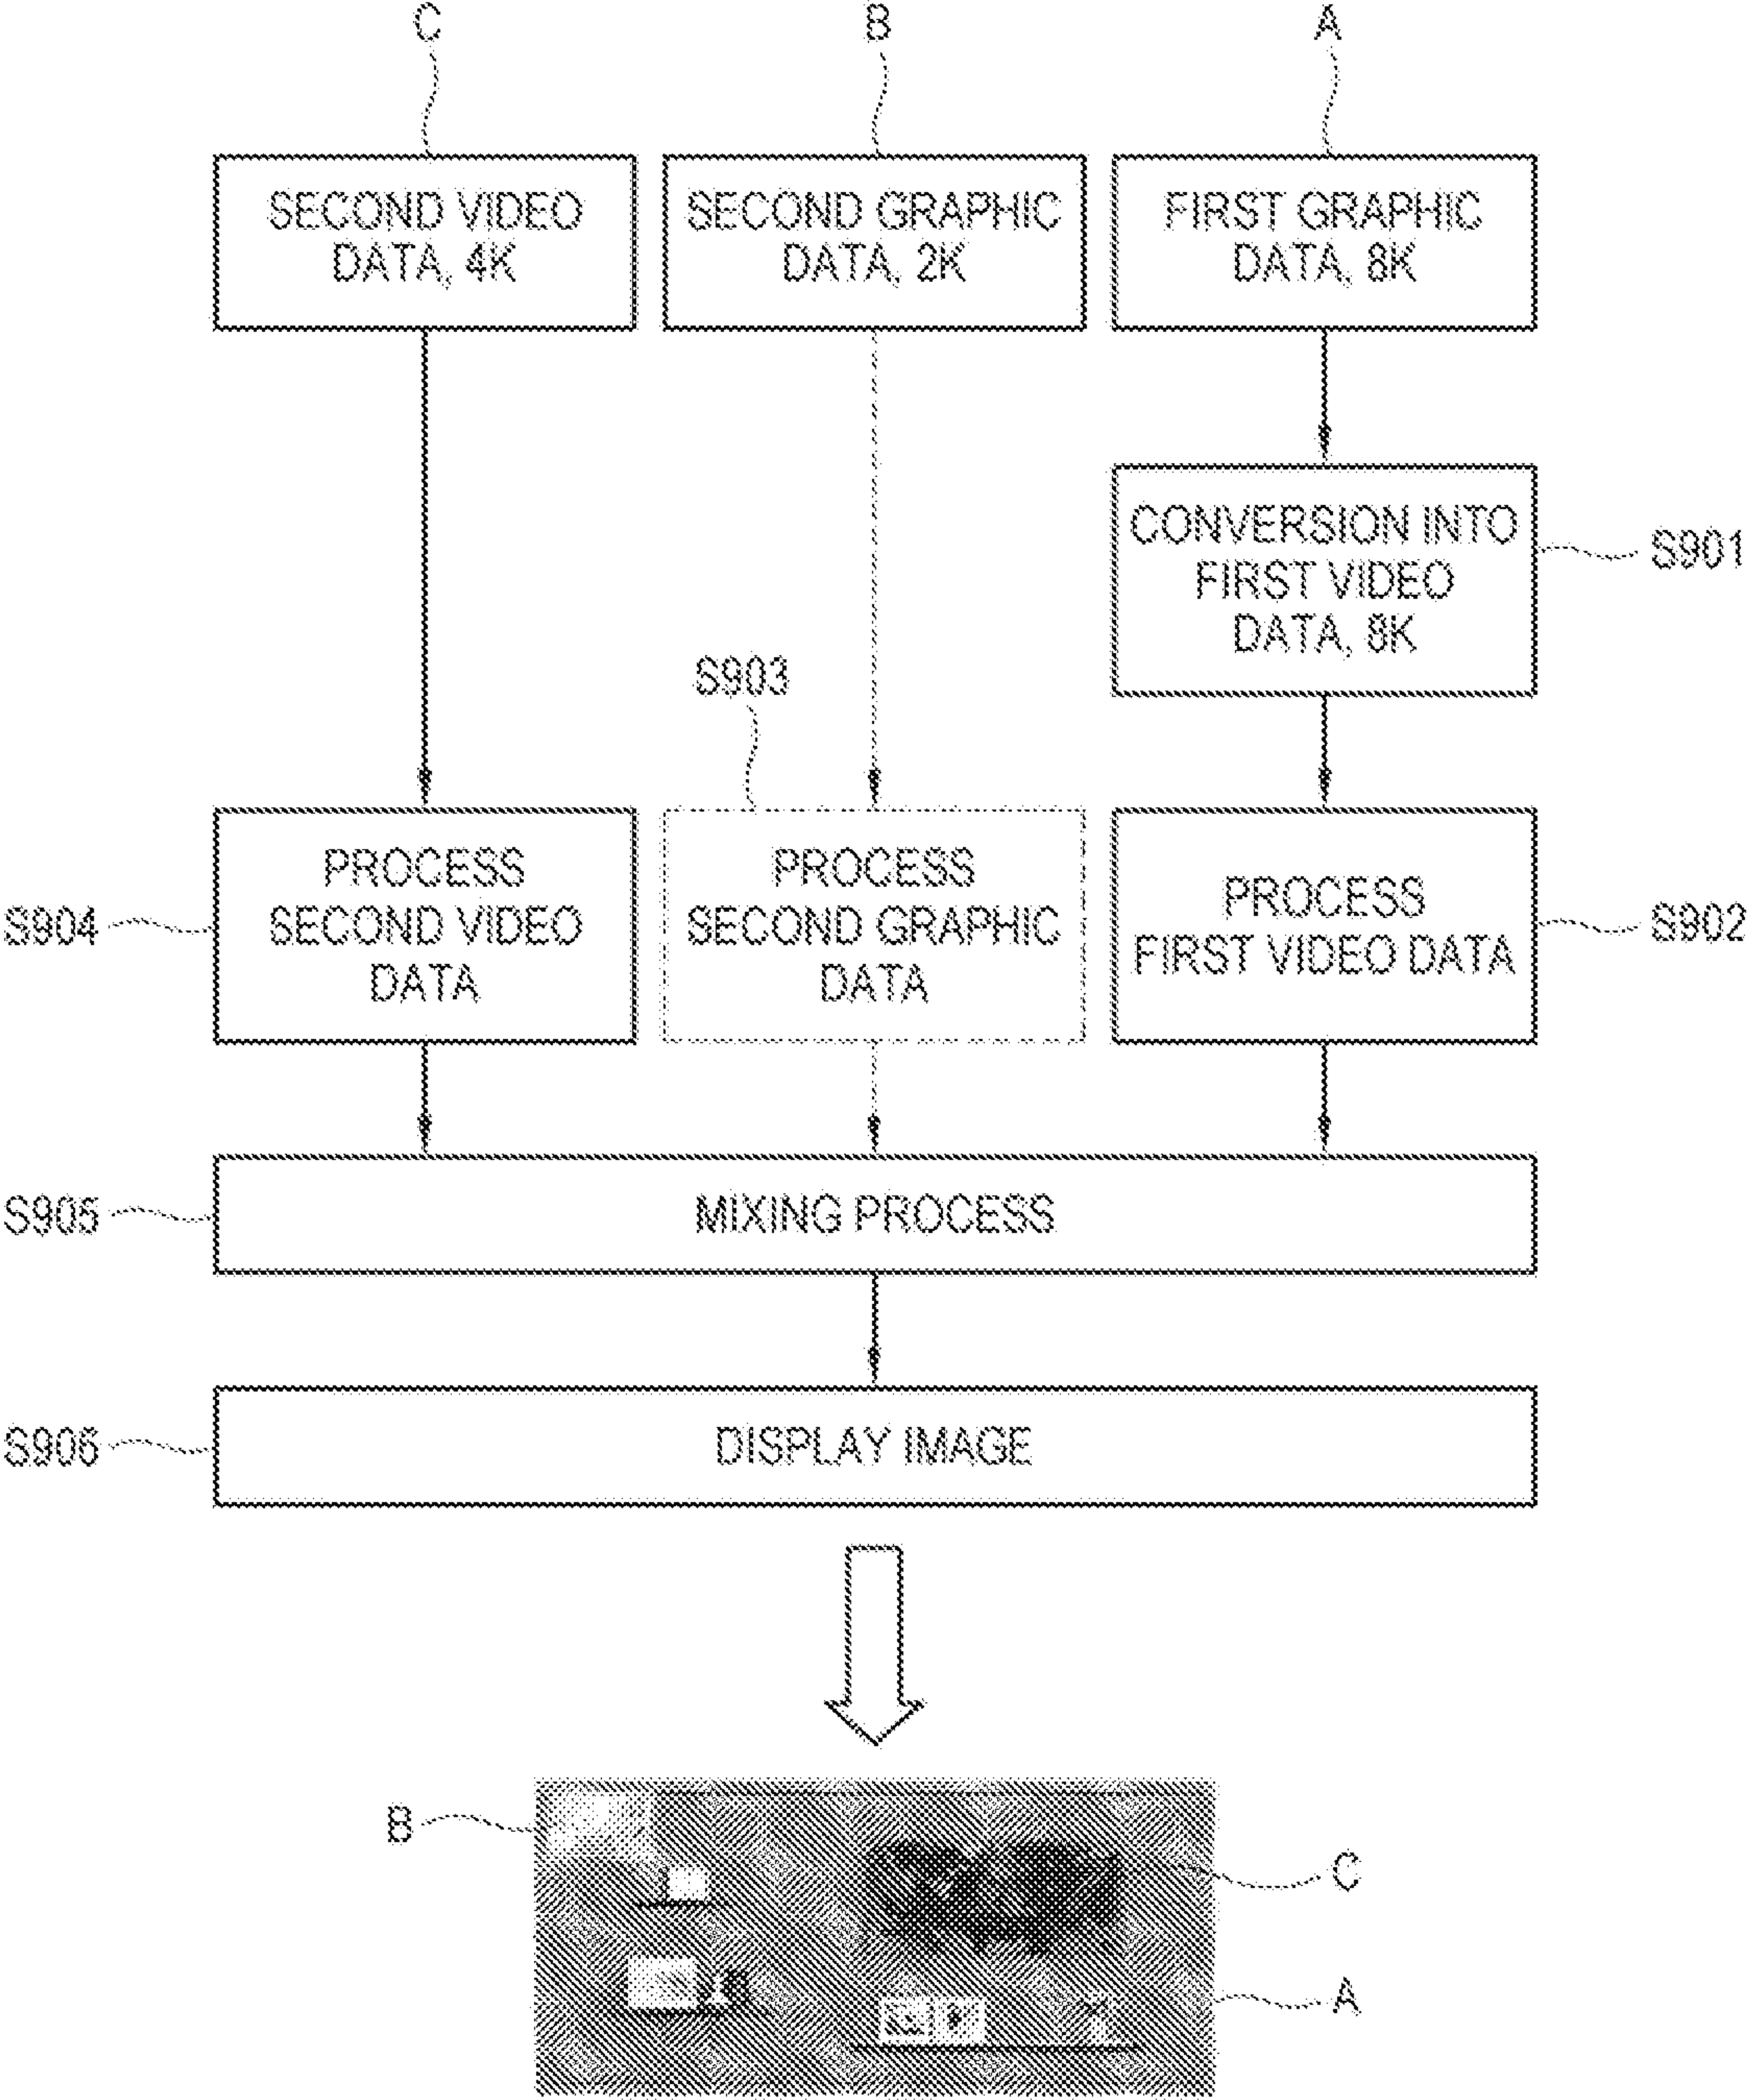 C
B
A
SECOND VIDEO
DATA, 4K
SECOND GRAPHIC
DATA, 2K
FIRST GRAPHIC
DATA, 8K
CONVERSION INTO
FIRST VIDEO
DATA, 8K
S901
S903
S904
PROCESS
SECOND VIDEO
DATA
PROCESS
SECOND GRAPHIC
DATA
PROCESS
FIRST VIDEO DATA
S902
S905
MIXING PROCESS
S906
DISPLAY IMAGE
B
C
A